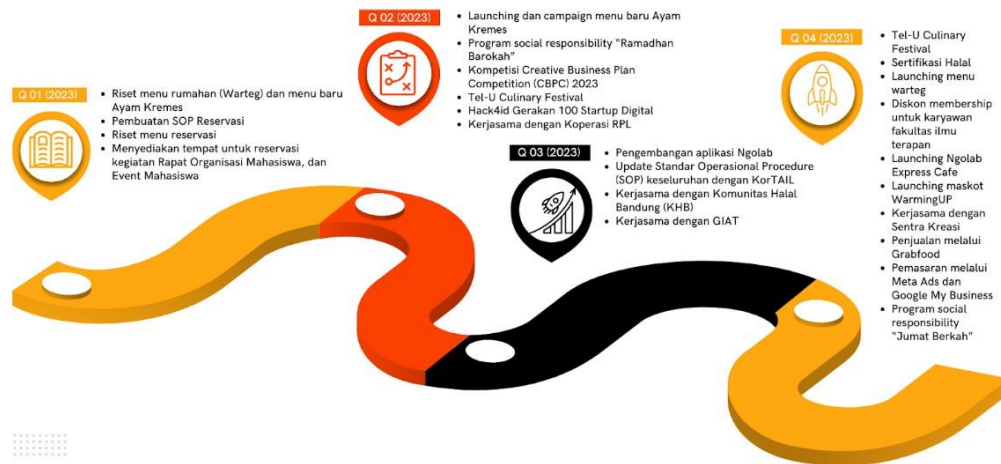 Q 01 (2023)
• Riset menu rumahan (Warteg) dan menu baru
Ayam Kremes
• Pembuatan SOP Reservasi
• Riset menu reservasi
• Menyediakan tempat untuk reservasi
kegiatan Rapat Organisasi Mahasiswa, dan
Event Mahasiswa
Q 02 (2023)
• Launching dan campaign menu baru Ayam
Kremes
• Program social responsibility "Ramadhan
Barokah"
• Kompetisi Creative Business Plan
Competition (CBPC) 2023
• Tel-U Culinary Festival
• Hack4id Gerakan 100 Startup Digital
• Kerjasama dengan Koperasi RPL
Q 03 (2023)
• Pengembangan aplikasi Ngolab
• Update Standar Operasional Procedure
(SOP) keseluruhan dengan KorTAIL
• Kerjasama dengan Komunitas Halal
Bandung (KHB)
• Kerjasama dengan GIAT
Q 04 (2023)
• Tel-U Culinary
Festival
• Sertifikasi Halal
• Launching menu
warteg
• Diskon membership
untuk karyawan
fakultas ilmu
terapan
• Launching Ngolab
Express Cafe
• Launching maskot
WarmingUP
• Kerjasama dengan
Sentra Kreasi
• Penjualan melalui
Grabfood
• Pemasaran melalui
Meta Ads dan
Google My Business
• Program social
responsibility
"Jumat Berkah"